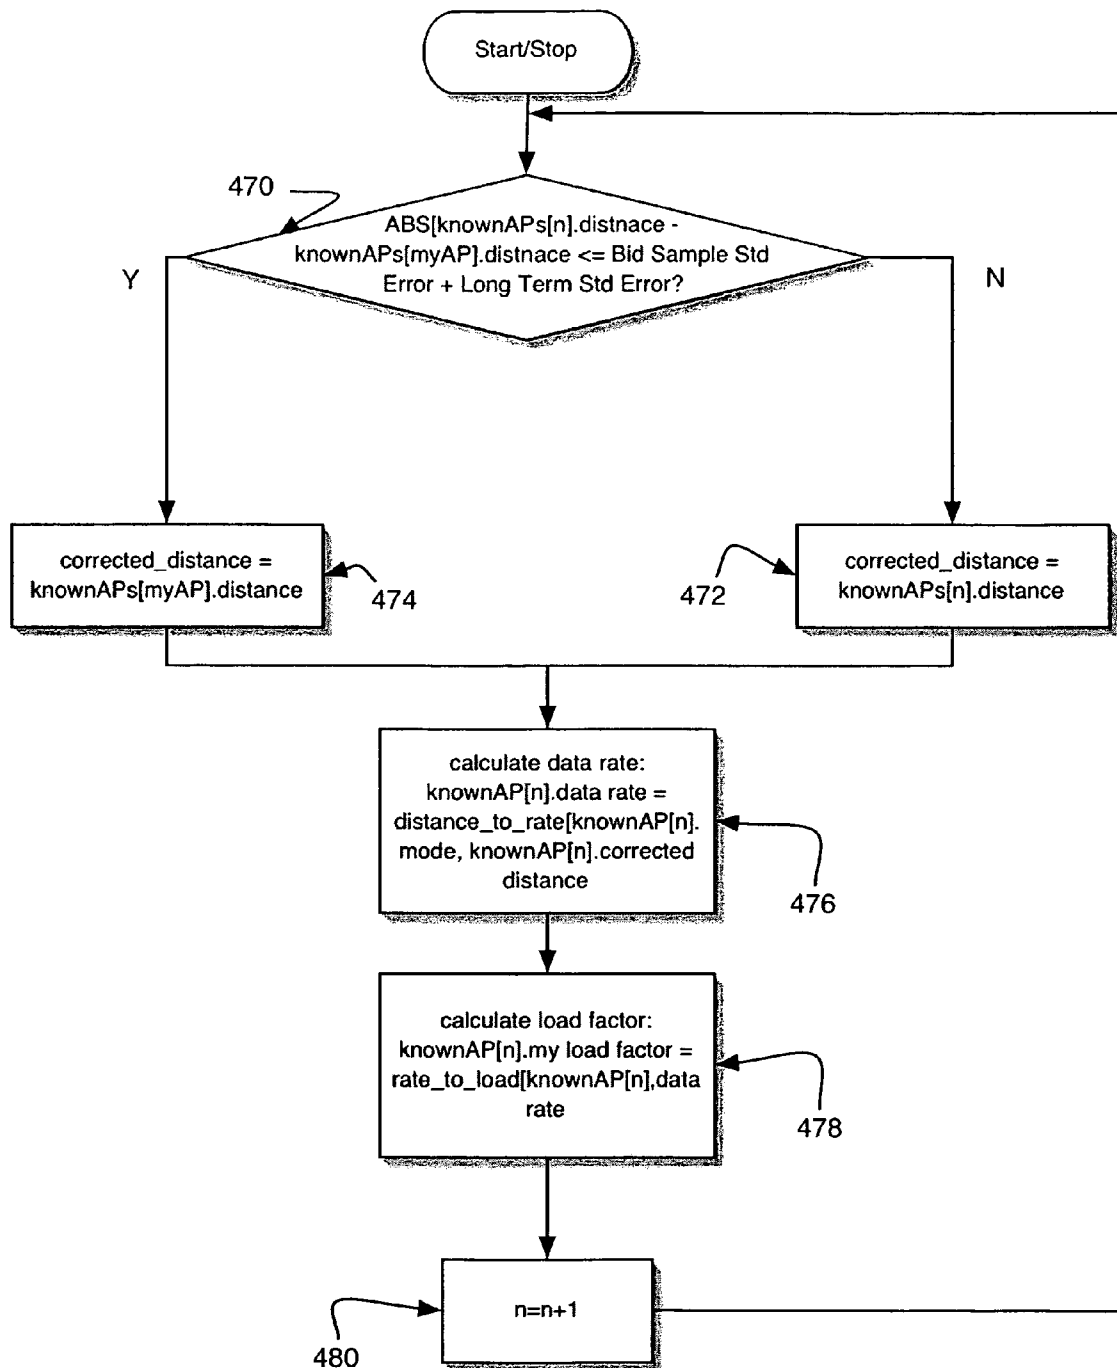 Start/Stop
470
ABS[knownAPs[n].distnace -
knownAPs[myAP].distnace <= Bid Sample Std
Error + Long Term Std Error?
Y
N
corrected_distance =
knownAPs[myAP].distance
474
472
corrected_distance =
knownAPs[n].distance
calculate data rate:
knownAP[n].data rate =
distance_to_rate[knownAP[n].
mode, knownAP[n].corrected
distance
476
calculate load factor:
knownAP[n].my load factor =
rate_to_load[knownAP[n],data
rate
478
n=n+1
480